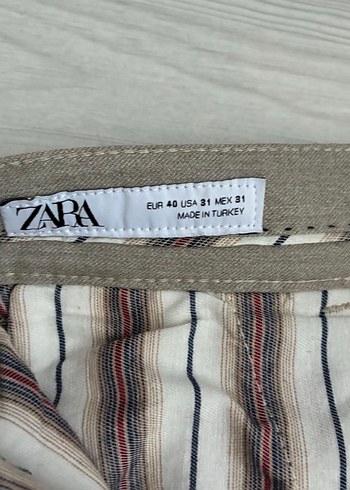 ZARA
EUR 40 USA 31 MEX 31
MADE IN TURKEY